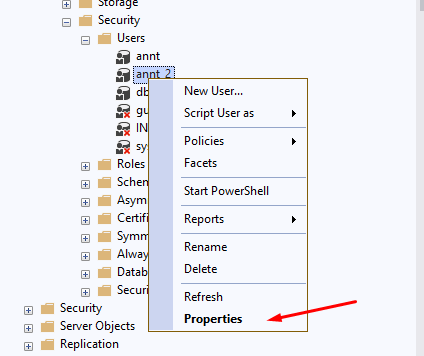 Storage
Security
Users
annt
annt_2
db
gu
IN
sy
Roles
Schem
Asym
Certifi
Symm
Alway
Datab
Securi
Security
Server Objects
Replication
New User...
Script User as
Policies
Facets
Start PowerShell
Reports
Rename
Delete
Refresh
Properties